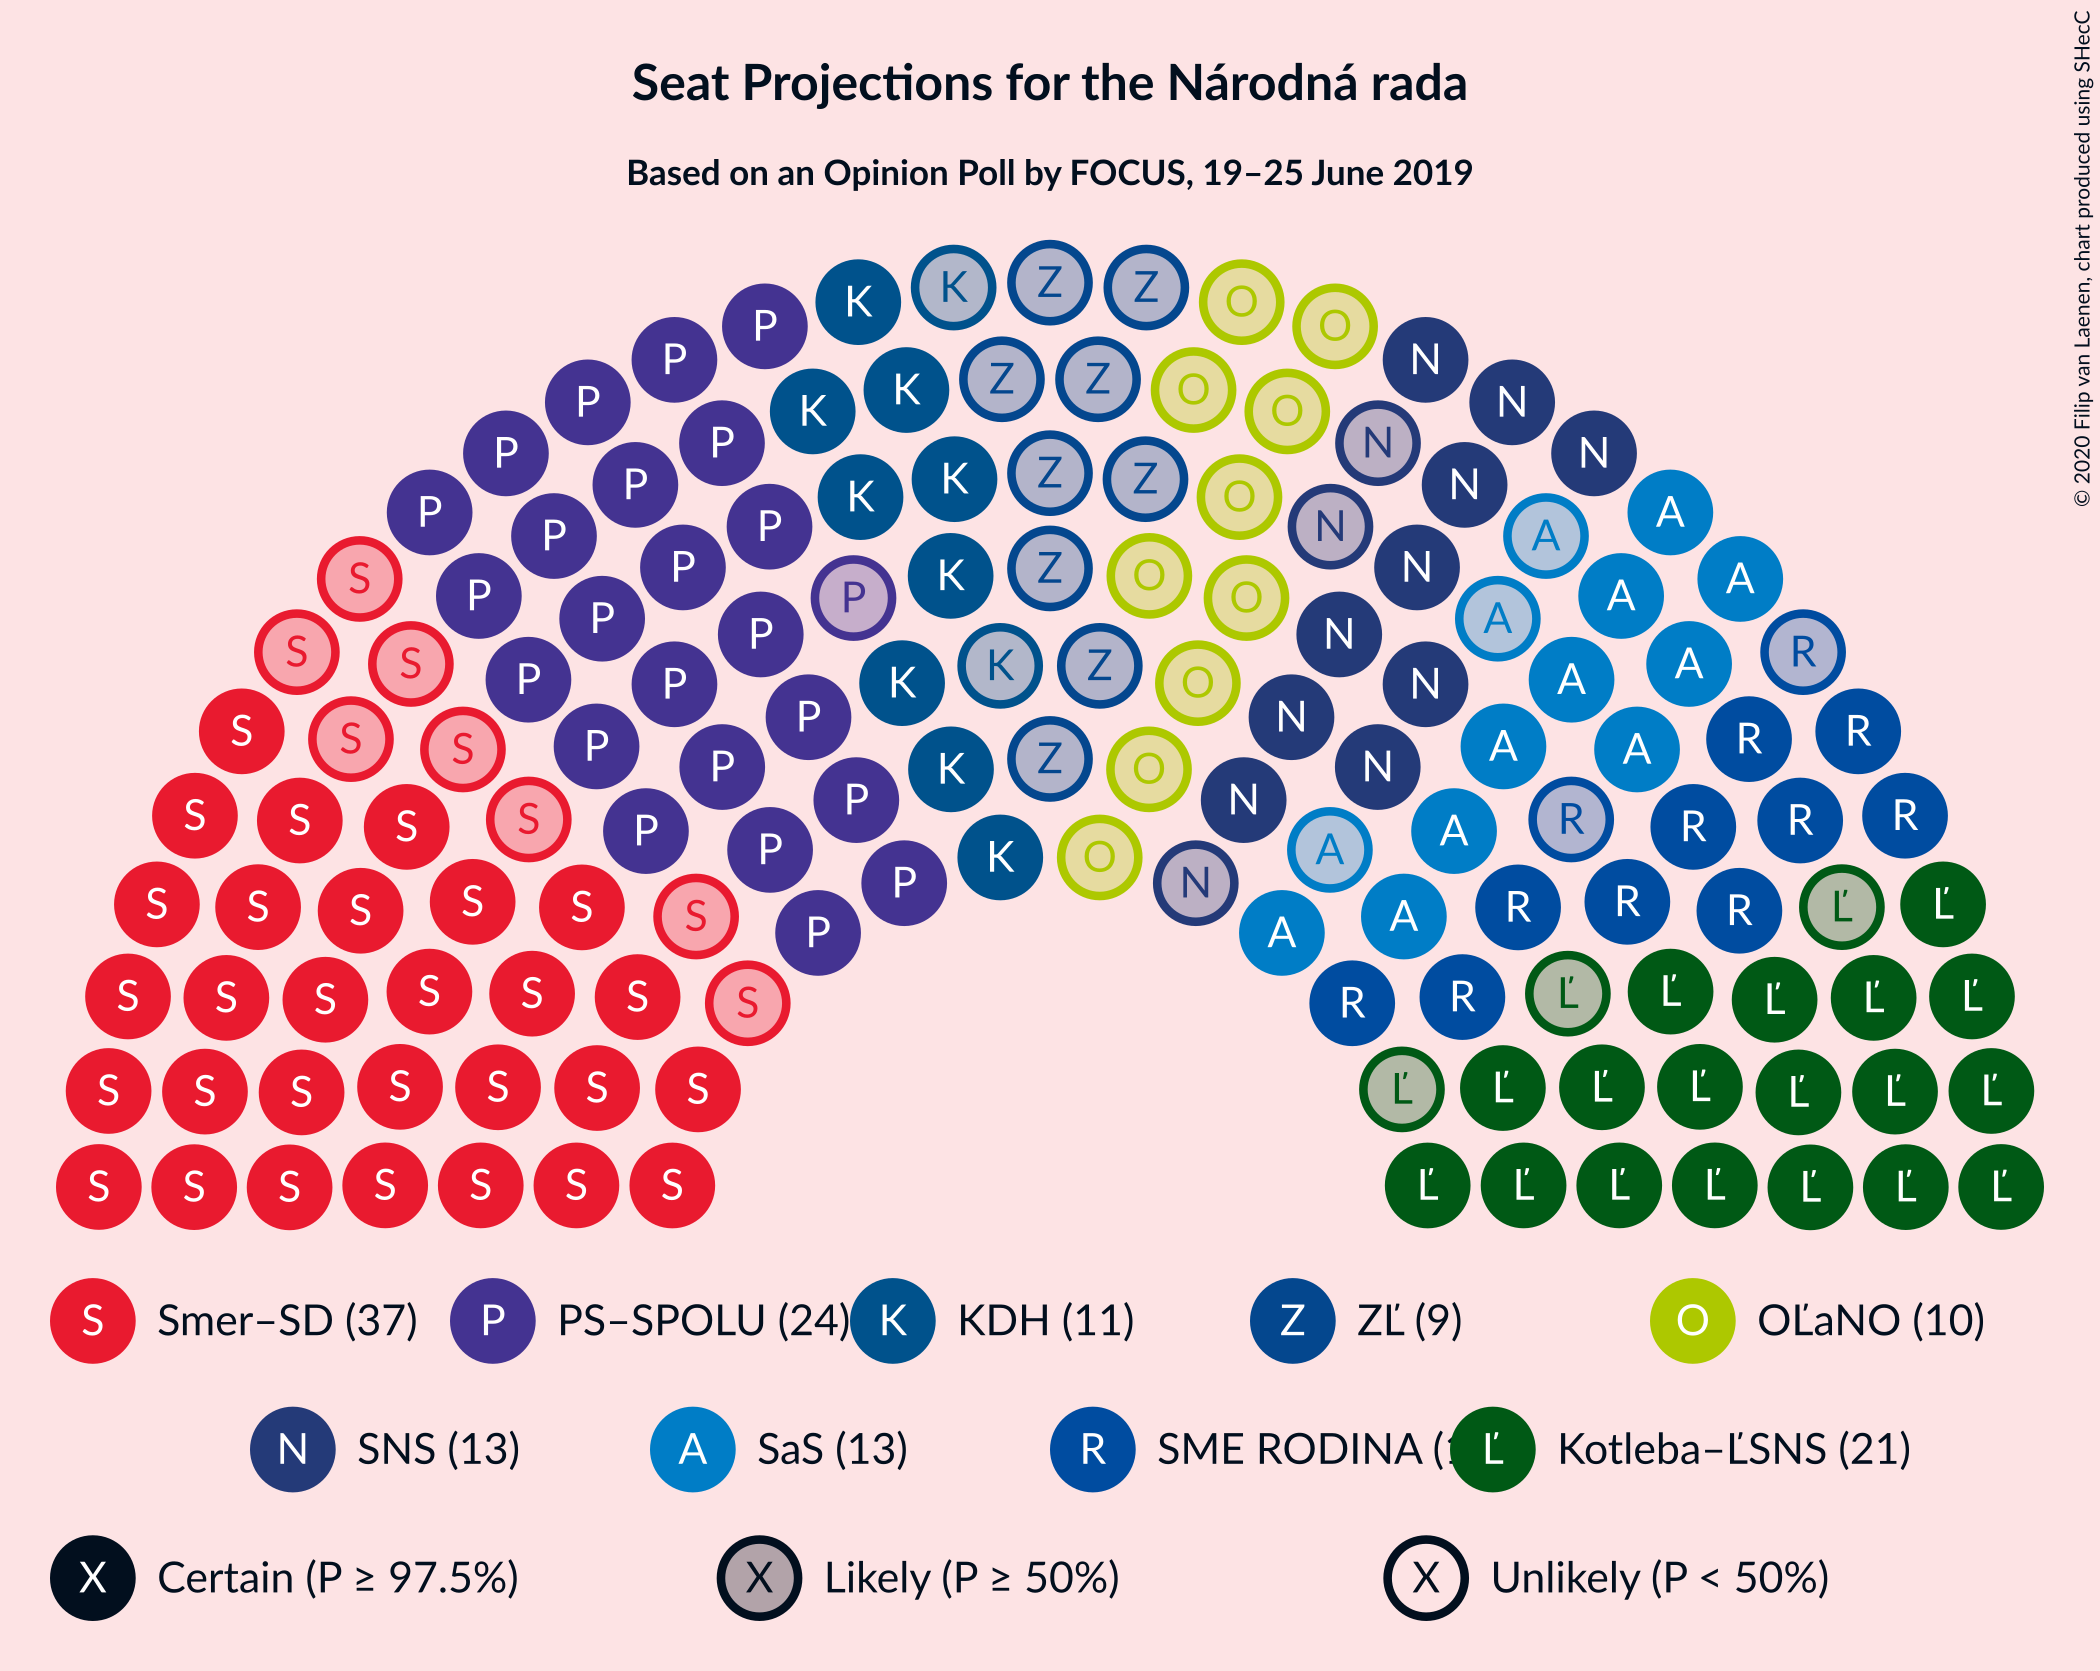 Seat Projections for the Národná rada
Based on an Opinion Poll by FOCUS, 19–25 June 2019
© 2020 Filip van Laenen, chart produced using SHecC
K K Z Z O O
P P N N
P K K Z Z O O N
P P N N
P P K K Z Z O N N A
P P P N A A
S P P P K Z O O N A A
S S P P P K K Z O N N A A R
S S S P P P P K Z O N N A A R R
S S S S P P P K O N A A R R R R
S S S S S S P P A A R R R Ľ Ľ
S S S S S S S R R Ľ Ľ Ľ Ľ Ľ
S S S S S S S Ľ Ľ Ľ Ľ Ľ Ľ Ľ
S S S S S S S Ľ Ľ Ľ Ľ Ľ Ľ Ľ
S Smer–SD (37) P PS–SPOLU (24) K KDH (11) Z ZĽ (9) O OĽaNO (10)
N SNS (13) A SaS (13) R SME RODINA ( Ľ Kotleba–ĽSNS (21)
X Certain (P ≥ 97.5%) X Likely (P ≥ 50%) X Unlikely (P < 50%)